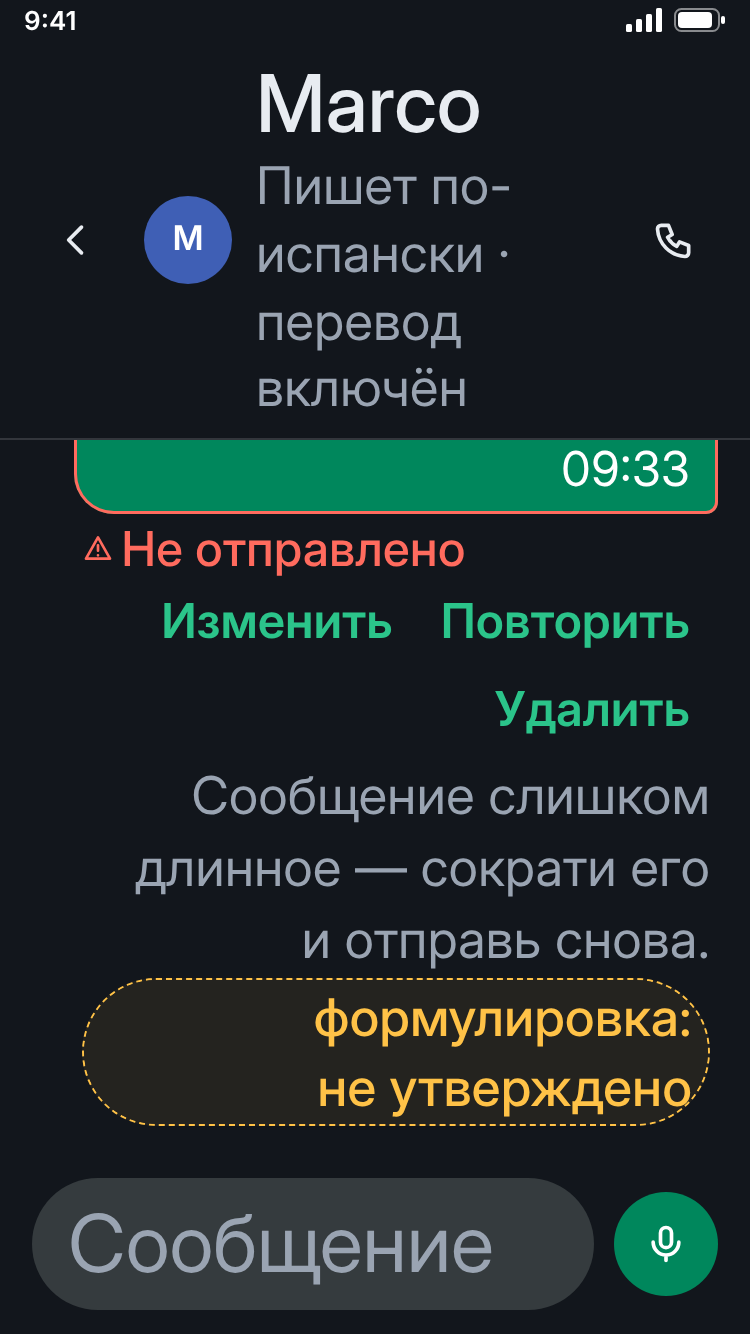 9:41
Marco
M
Пишет по-
испански ·
перевод
включён
09:33
Не отправлено
Изменить Повторить
Удалить
Сообщение слишком
длинное — сократи его
и отправь снова.
формулировка:
не утверждено
Сообщение